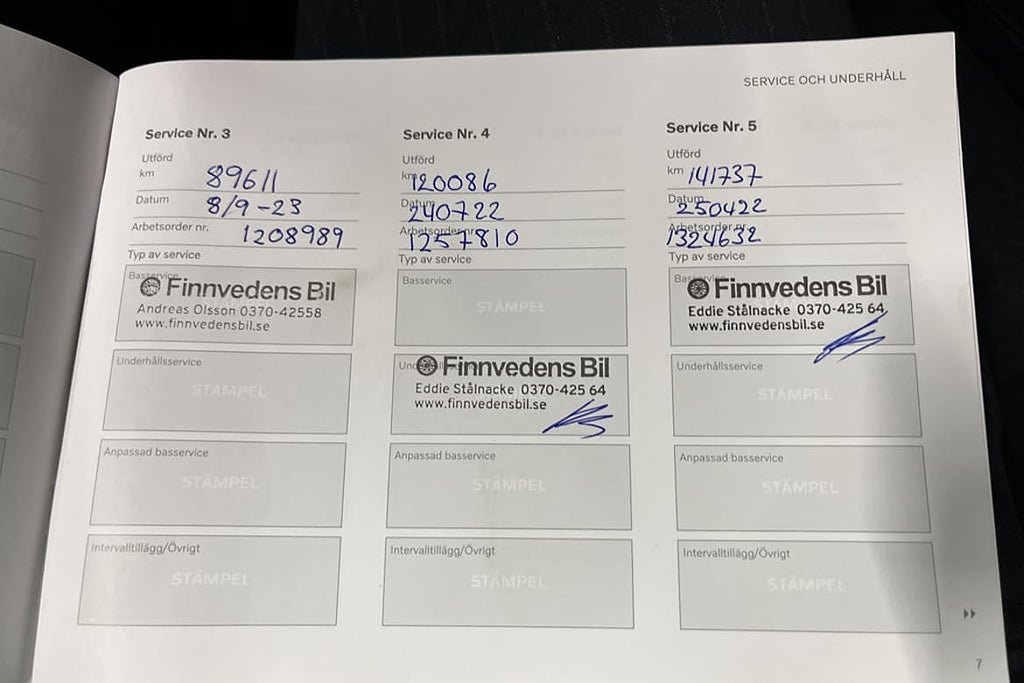 SERVICE OCH UNDERHÅLL
Service Nr. 3
Utförd
km 89611
Datum 8/9-23
Arbetsorder nr. 1208989
Typ av service
Basservice
Finnvedens Bil
Andreas Olsson 0370-42558
www.finnvedensbil.se
Underhållsservice
STÄMPEL
Anpassad basservice
STÄMPEL
Intervalltillägg/Övrigt
STÄMPEL
Service Nr. 4
Utförd
km 120086
Datum 240722
Arbetsorder nr. 1257810
Typ av service
Basservice
STÄMPEL
Finnvedens Bil
Eddie Stålnacke 0370-425 64
www.finnvedensbil.se
Anpassad basservice
STÄMPEL
Intervalltillägg/Övrigt
STÄMPEL
Service Nr. 5
Utförd
km 141737
Datum 250422
Arbetsorder nr. 1324632
Typ av service
Finnvedens Bil
Eddie Stålnacke 0370-425 64
www.finnvedensbil.se
Underhållsservice
STÄMPEL
Anpassad basservice
STÄMPEL
Intervalltillägg/Övrigt
STÄMPEL
7